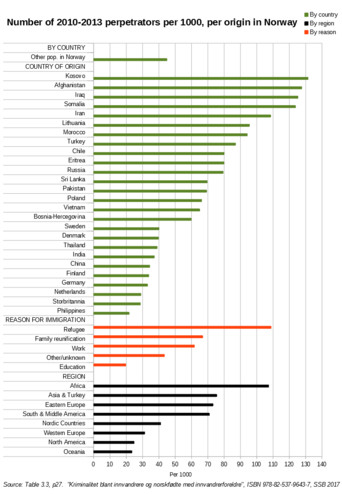 Number of 2010-2013 perpetrators per 1000, per origin in Norway
By country
By region
By reason
BY COUNTRY
Other pop. in Norway
COUNTRY OF ORIGIN
Kosovo
Afghanistan
Iraq
Somalia
Iran
Lithuania
Morocco
Turkey
Chile
Eritrea
Russia
Sri Lanka
Pakistan
Poland
Vietnam
Bosnia-Hercegovina
Sweden
Denmark
Thailand
India
China
Finland
Germany
Netherlands
Storbritannia
Philippines
REASON FOR IMMIGRATION
Refugee
Family reunification
Work
Other/unknown
Education
REGION
Africa
Asia & Turkey
Eastern Europe
South & Middle America
Nordic Countries
Western Europe
North America
Oceania
0 10 20 30 40 50 60 70 80 90 100 110 120 130 140
Per 1000
Source: Table 3.3, p27. "Kriminalitet blant innvandrere og norskfødte med innvandrerforeldre", ISBN 978-82-537-9643-7, SSB 2017